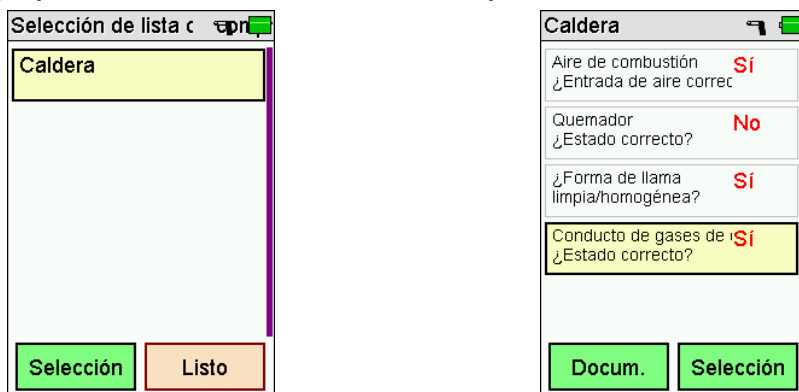 Selección de lista
Caldera
Selección
Listo
Caldera
Aire de combustión
Sí
¿Entrada de aire correc
Quemador
No
¿Estado correcto?
¿Forma de llama
Sí
limpia/homogénea?
Conducto de gases de
Sí
¿Estado correcto?
Docum.
Selección